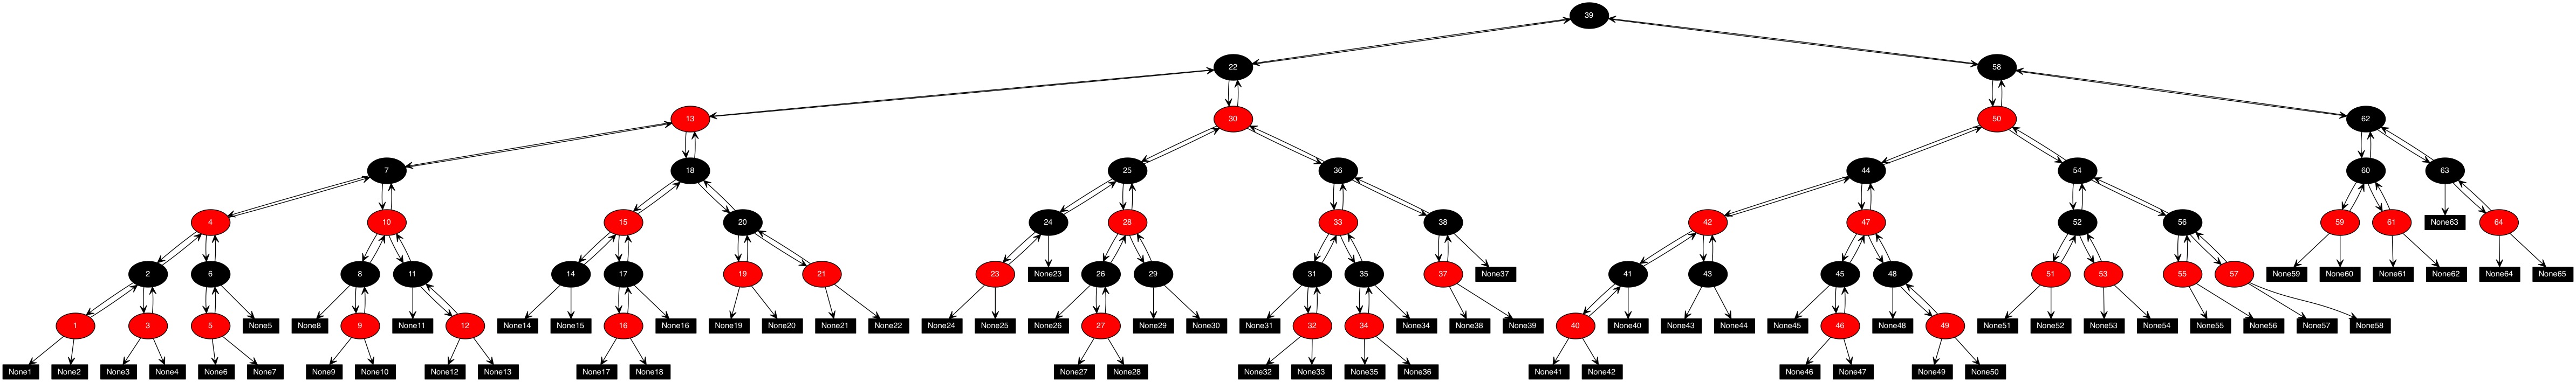 39
22 58
13 30 50 62
7 18 25 36 44 54 60 63
4 10 15 20 24 28 33 38 42 47 52 56 59 61 None63 64
2 6 8 11 14 17 19 21 23 None23 26 29 31 35 37 None37 41 43 45 48 51 53 55 57 None59 None60 None61 None62 None64 None65
1 3 5 None5 None8 9 None11 12 None14 None15 16 None16 None19 None20 None21 None22 None24 None25 None26 27 None29 None30 None31 32 34 None34 None38 None39 40 None40 None43 None44 None45 46 None48 49 None51 None52 None53 None54 None55 None56 None57 None58
None1 None2 None3 None4 None6 None7 None9 None10 None12 None13 None17 None18 None27 None28 None32 None33 None35 None36 None41 None42 None46 None47 None49 None50